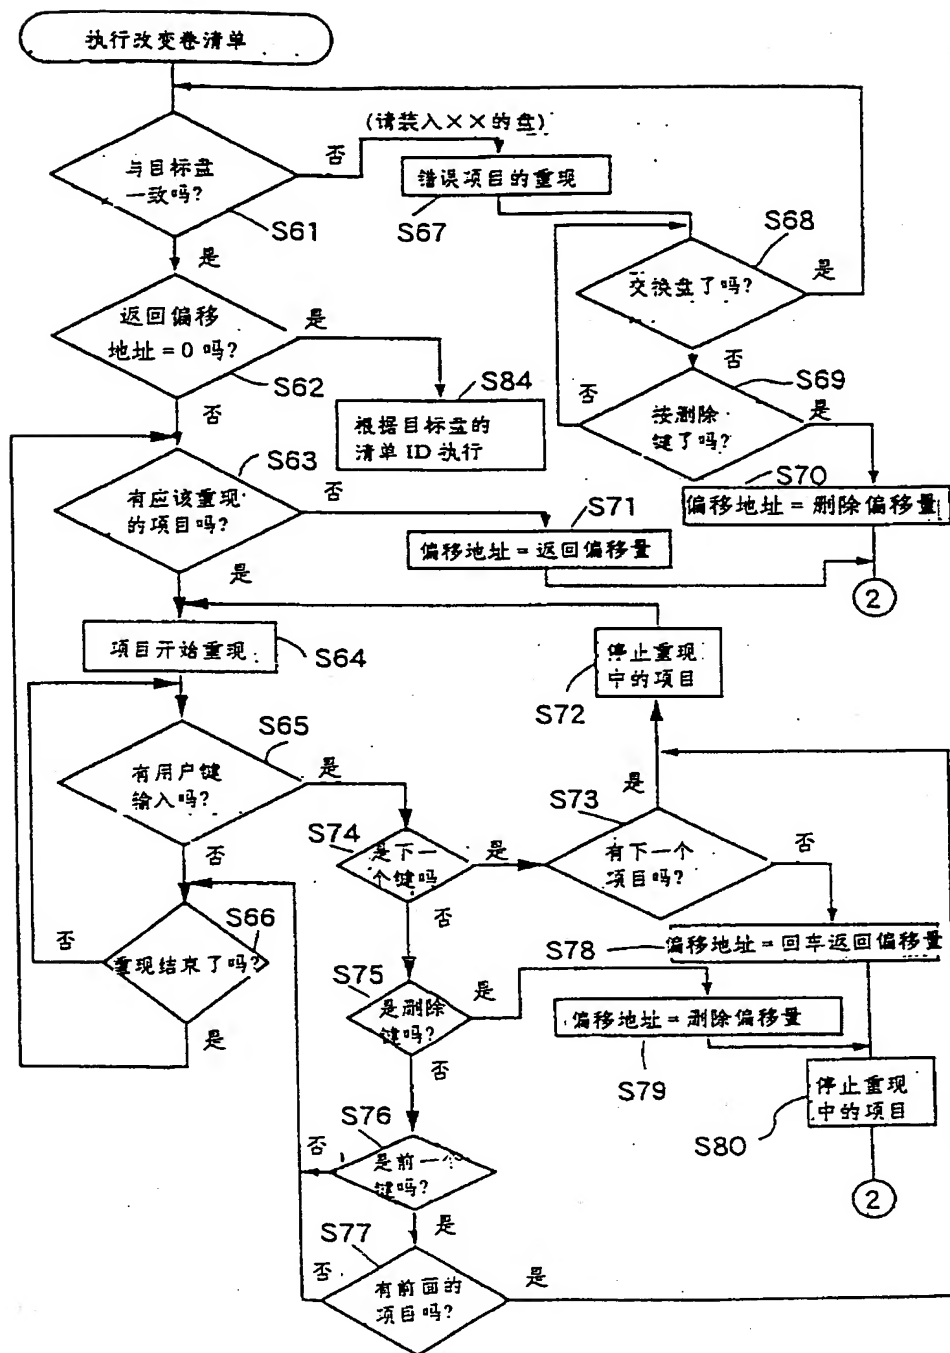 执行改变卷清单
(请装入××的盘)
与目标盘
一致吗?
S61
否
是
错误项目的重现
S67
S68
交换盘了吗?
是
否
返回偏移
地址=0 吗?
S62
是
否
S84
根据目标盘的
清单 ID 执行
S69
按删除
键了吗?
否
是
S70
偏移地址=删除偏移量
2
S63
有应该重现
的项目吗?
否
是
S71
偏移地址=返回偏移量
项目开始重现
S64
停止重现
中的项目
S72
S65
有用户键
输入吗?
是
否
S74
是下一
个键吗
是
否
S73
有下一个
项目吗?
是
否
S66
重现结束了吗?
否
是
S78
偏移地址=回车返回偏移量
S75
是删除
键吗?
是
否
偏移地址=删除偏移量
S79
停止重现
中的项目
S80
2
S76
是前一个
键吗?
否
是
S77
有前面的
项目吗?
否
是